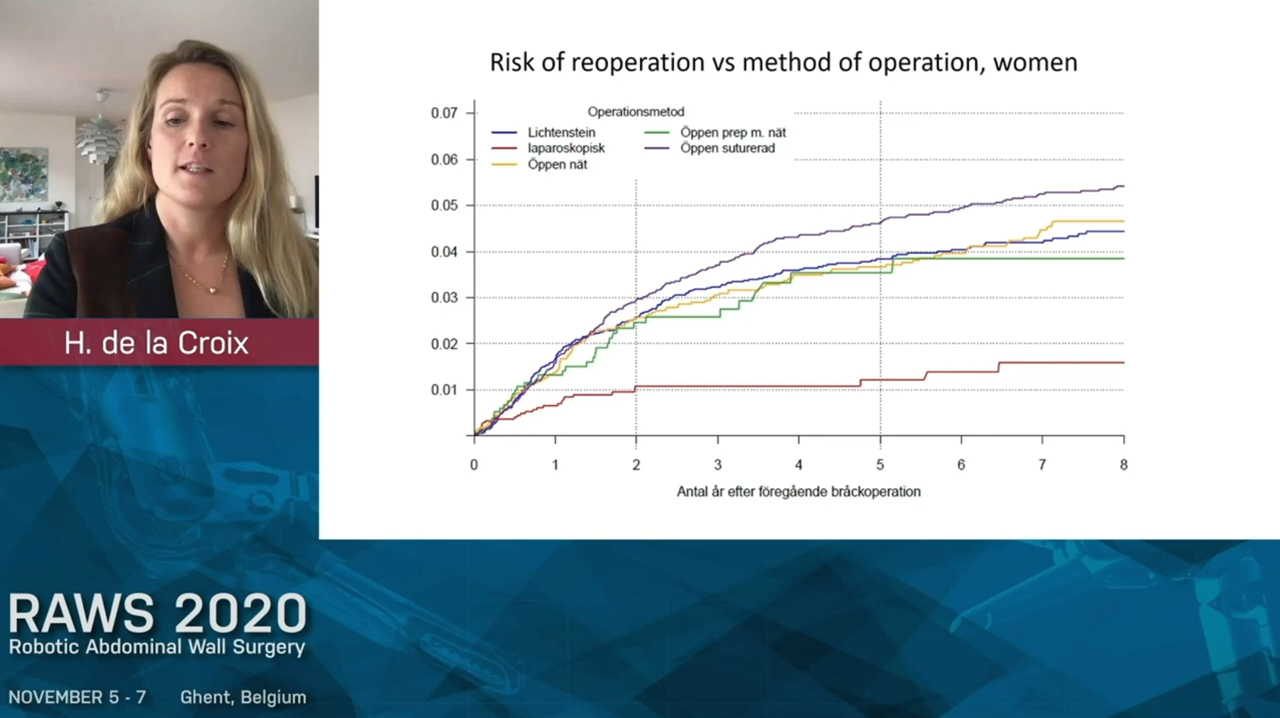 Risk of reoperation vs method of operation, women
Operationsmetod
Lichtenstein
laparoskopisk
Öppen nät
Öppen prep m. nät
Öppen suturerad
0.07
0.06
0.05
0.04
0.03
0.02
0.01
0 1 2 3 4 5 6 7 8
Antal år efter föregående bråckoperation
H. de la Croix
RAWS 2020
Robotic Abdominal Wall Surgery
NOVEMBER 5 - 7 Ghent, Belgium